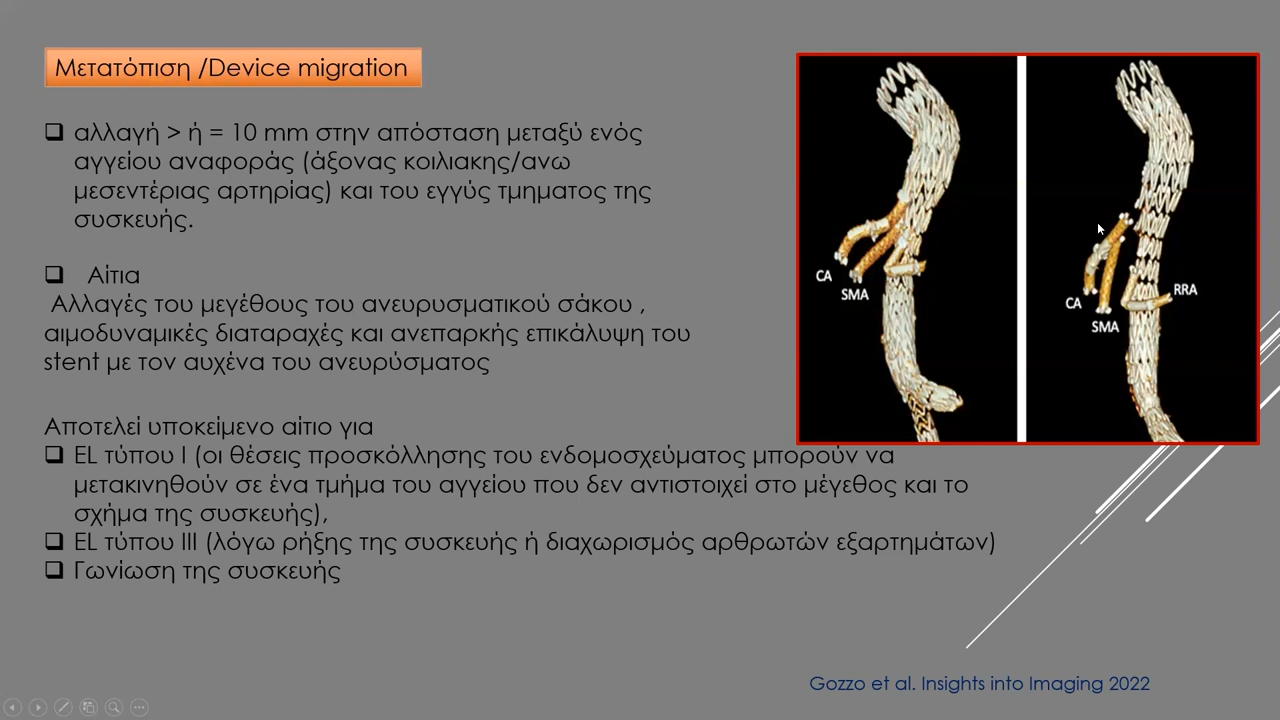 Μετατόπιση /Device migration
αλλαγή > ή = 10 mm στην απόσταση μεταξύ ενός
αγγείου αναφοράς (άξονας κοιλιακης/ανω
μεσεντέριας αρτηρίας) και του εγγύς τμηματος της
συσκευής.
Αίτια
Αλλαγές του μεγέθους του ανευρυσματικού σάκου ,
αιμοδυναμικές διαταραχές και ανεπαρκής επικάλυψη του
stent με τον αυχένα του ανευρύσματος
Αποτελεί υποκείμενο αίτιο για
EL τύπου I (οι θέσεις προσκόλλησης του ενδομοσχεύματος μπορούν να
μετακινηθούν σε ένα τμήμα του αγγείου που δεν αντιστοιχεί στο μέγεθος και το
σχήμα της συσκευής),
EL τύπου III (λόγω ρήξης της συσκευής ή διαχωρισμός αρθρωτών εξαρτημάτων)
Γωνίωση της συσκευής
CA
SMA
CA
SMA
RRA
Gozzo et al. Insights into Imaging 2022